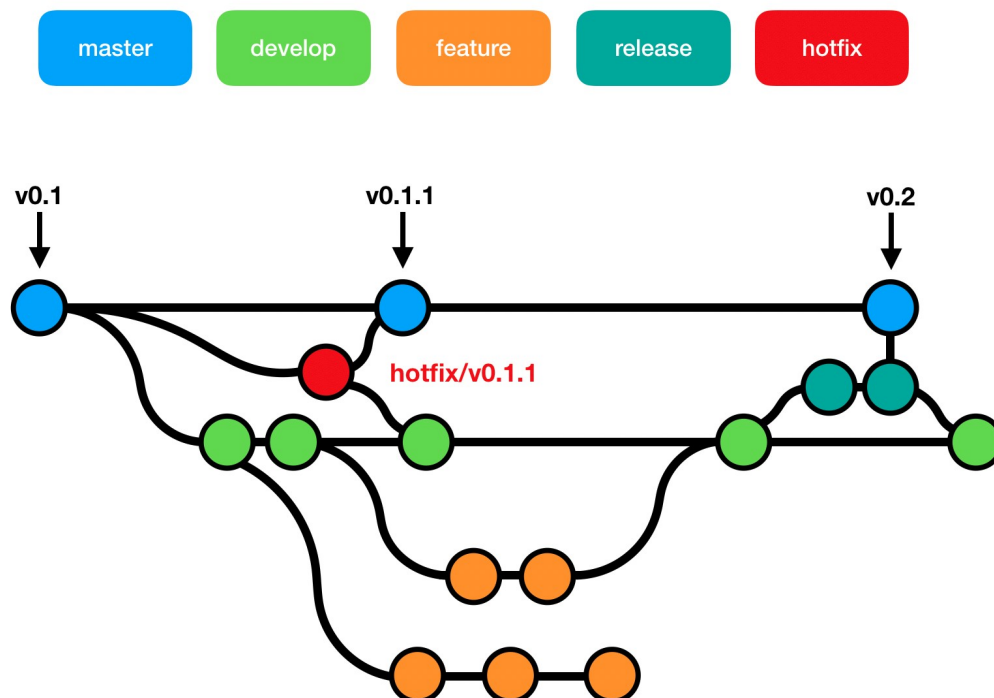 master
develop
feature
release
hotfix
v0.1
v0.1.1
v0.2
hotfix/v0.1.1